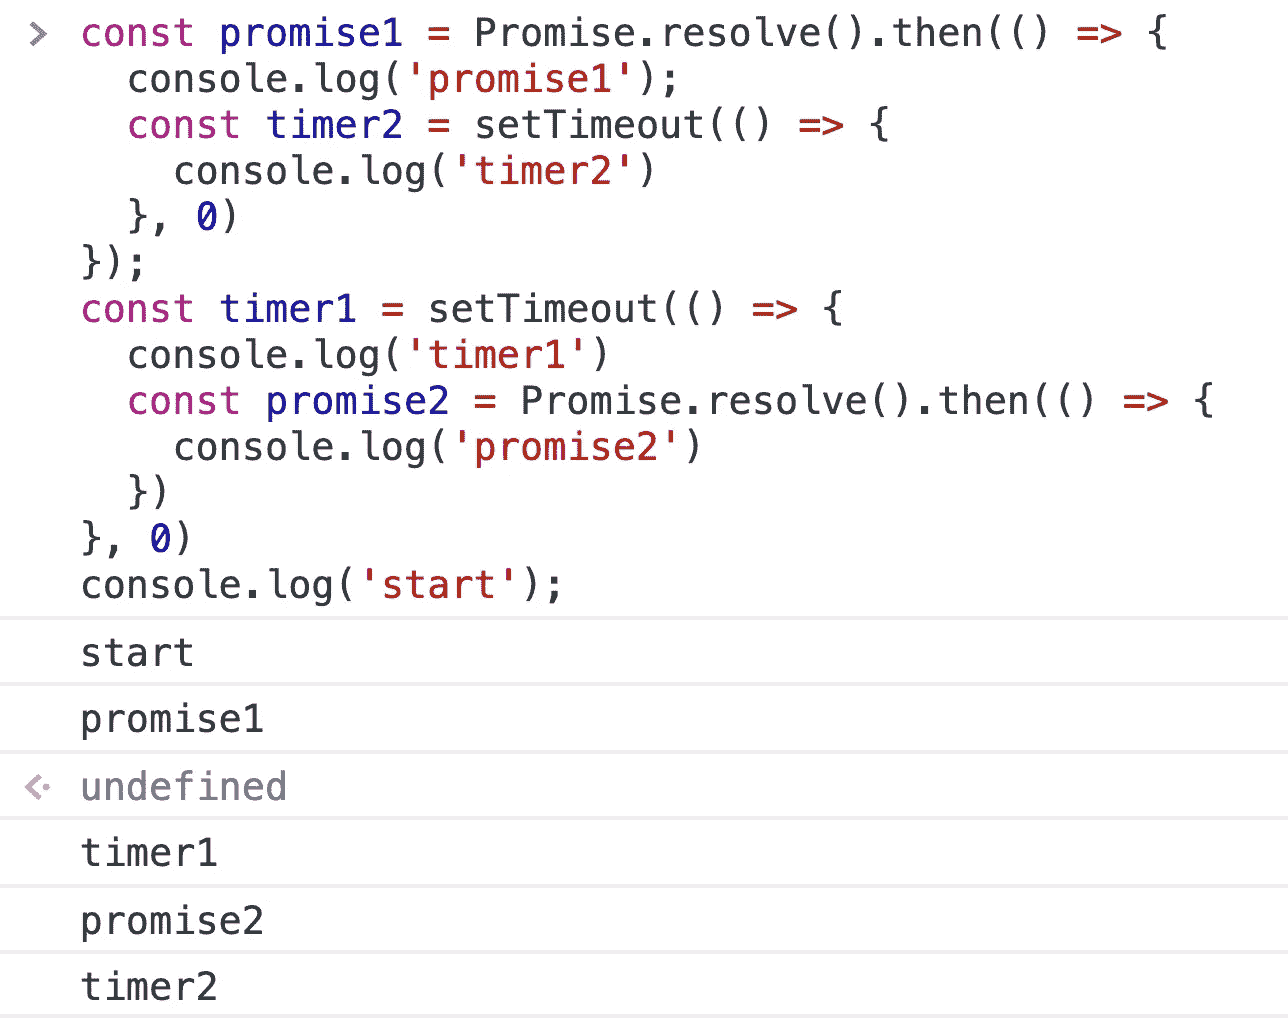 > const promise1 = Promise.resolve().then(() => {
  console.log('promise1');
  const timer2 = setTimeout(() => {
    console.log('timer2')
  }, 0)
});
const timer1 = setTimeout(() => {
  console.log('timer1')
  const promise2 = Promise.resolve().then(() => {
    console.log('promise2')
  })
}, 0)
console.log('start');
start
promise1
undefined
timer1
promise2
timer2